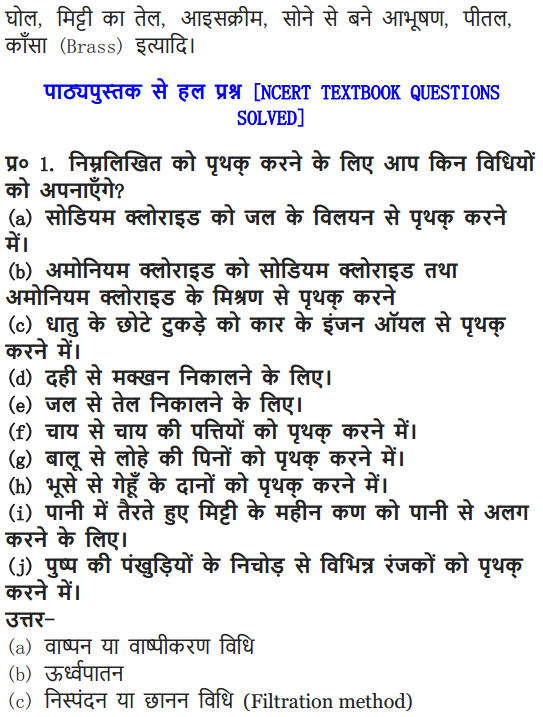 घोल, मिट्टी का तेल, आइसक्रीम, सोने से बने आभूषण, पीतल,
काँसा (Brass) इत्यादि।
पाठ्यपुस्तक से हल प्रश्न [NCERT TEXTBOOK QUESTIONS
SOLVED]
प्र० 1. निम्नलिखित को पृथक् करने के लिए आप किन विधियों
को अपनाएँगे?
(a) सोडियम क्लोराइड को जल के विलयन से पृथक् करने
में।
(b) अमोनियम क्लोराइड को सोडियम क्लोराइड तथा
अमोनियम क्लोराइड के मिश्रण से पृथक् करने
(c) धातु के छोटे टुकड़े को कार के इंजन ऑयल से पृथक्
करने में।
(d) दही से मक्खन निकालने के लिए।
(e) जल से तेल निकालने के लिए।
(f) चाय से चाय की पत्तियों को पृथक् करने में।
(g) बालू से लोहे की पिनों को पृथक् करने में।
(h) भूसे से गेहूँ के दानों को पृथक् करने में।
(i) पानी में तैरते हुए मिट्टी के महीन कण को पानी से अलग
करने के लिए।
(j) पुष्प की पंखुड़ियों के निचोड़ से विभिन्न रंजकों को पृथक्
करने में।
उत्तर-
(a) वाष्पन या वाष्पीकरण विधि
(b) ऊर्ध्वपातन
(c) निस्पंदन या छानन विधि (Filtration method)